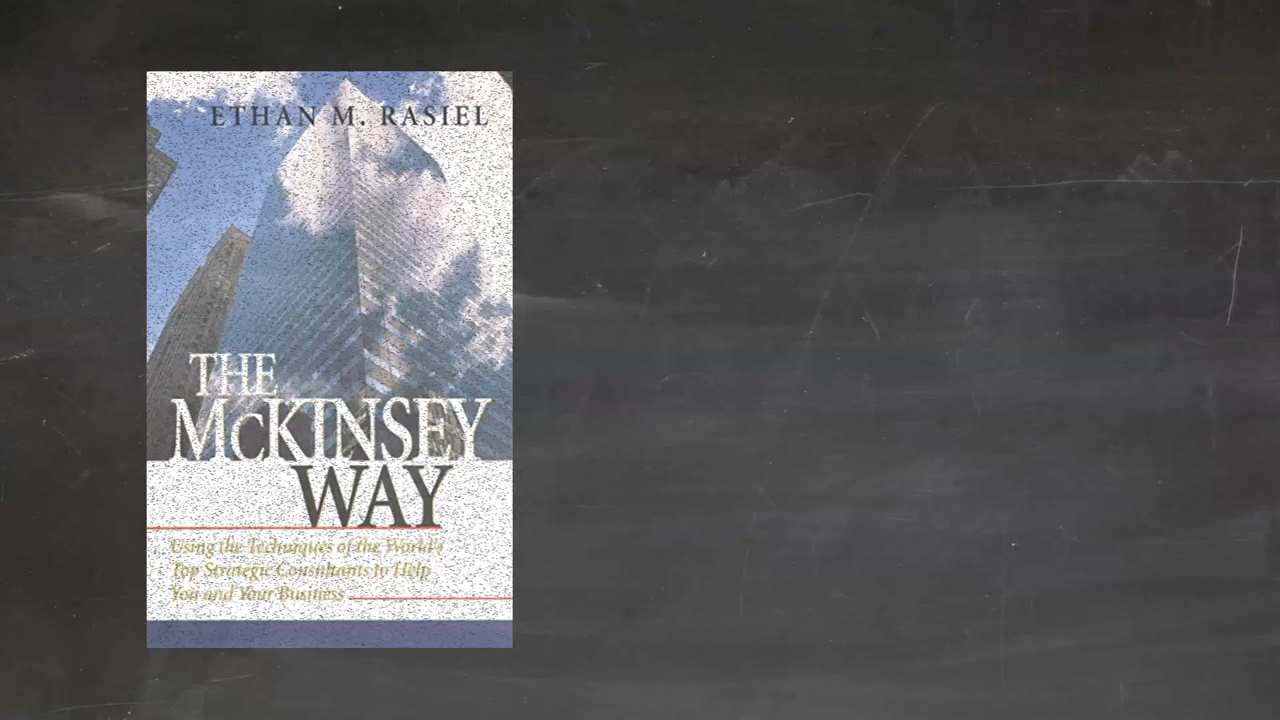 ETHAN M. RASIEL
THE
McKINSEY
WAY
Using the Techniques of the World's
Top Strategic Consultants to Help
You and Your Business